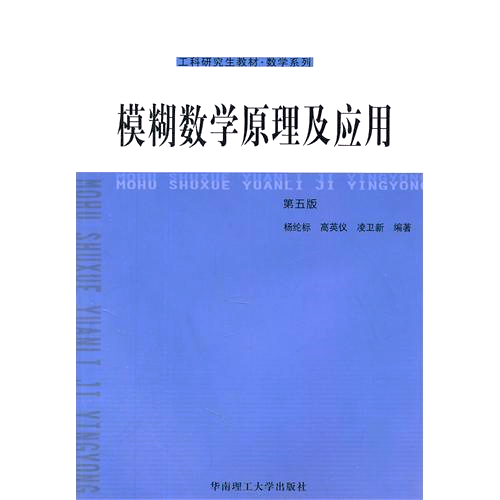 工科研究生教材·数学系列
模糊数学原理及应用
MOHU SHUXUE YUANLI JI YINGYONG
MOHU SHUXUE YUANLI JI YINGYONG
第五版
杨纶标 高英仪 凌卫新 编著
华南理工大学出版社